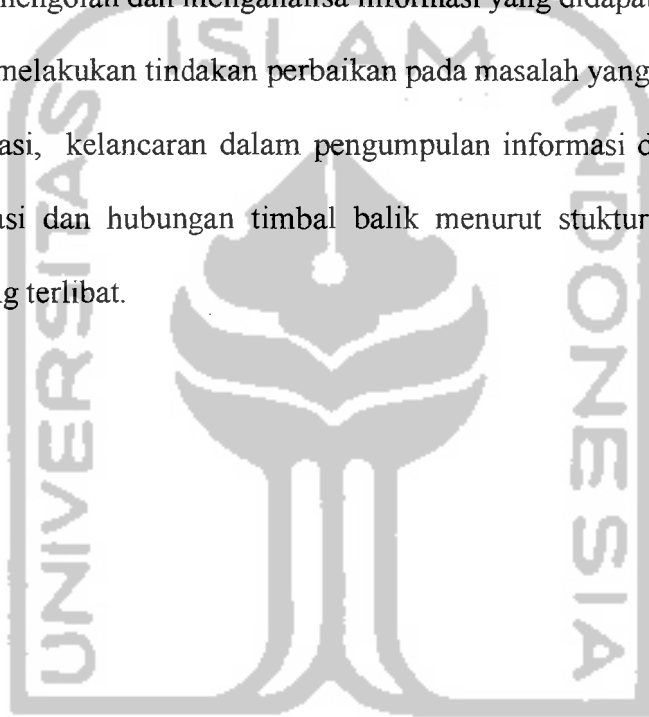 mengolah dan menganalisa informasi yang didapat
melakukan tindakan perbaikan pada masalah yang
asi, kelancaran dalam pengumpulan informasi d
asi dan hubungan timbal balik menurut stuktur
g terlibat.
ISLAM
UNIVERSITAS
INDONESIA